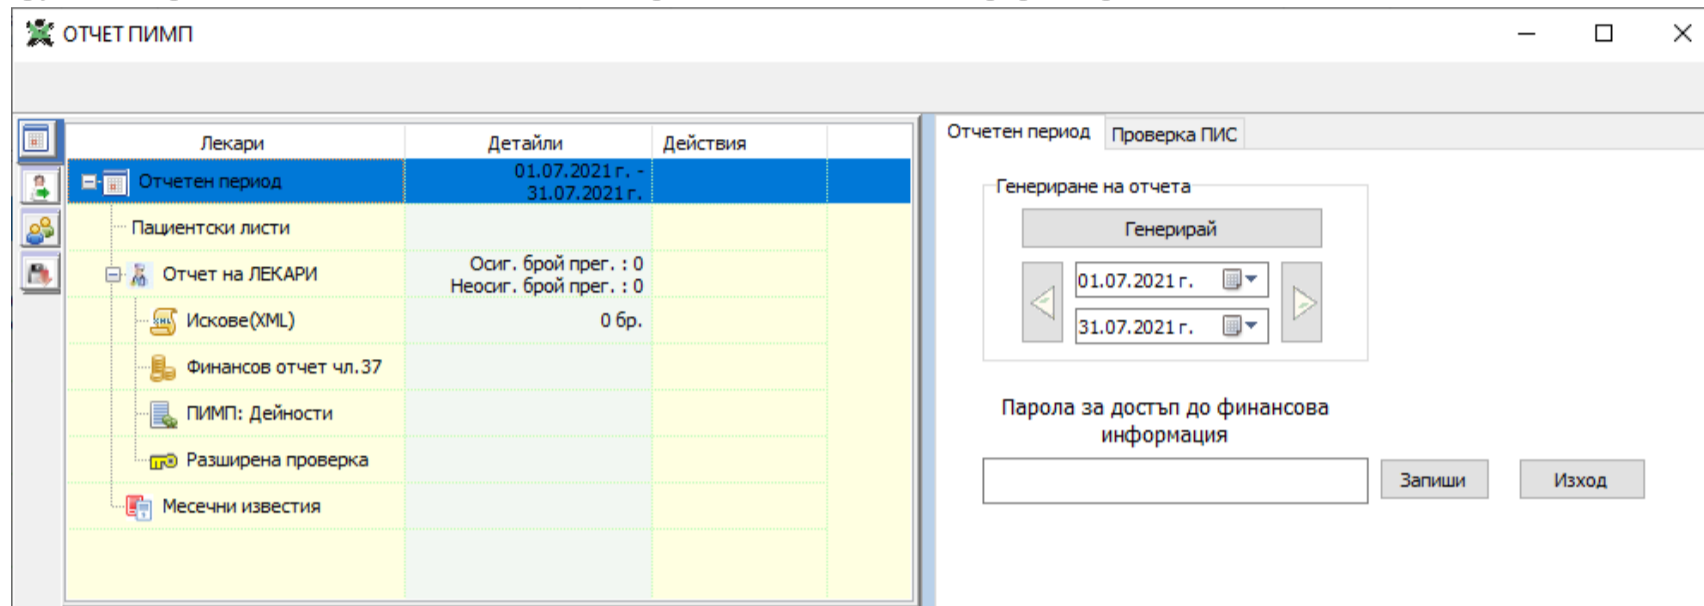 ОТЧЕТ ПИМП
Лекари Детайли Действия
Отчетен период 01.07.2021 г. -
31.07.2021 г.
Пациентски листи
Отчет на ЛЕКАРИ Осиг. брой прег. : 0
Неосиг. брой прег. : 0
Искове(XML) 0 бр.
Финансов отчет чл.37
ПИМП: Дейности
Разширена проверка
Месечни известия
Отчетен период Проверка ПИС
Генериране на отчета
Генерирай
01.07.2021 г.
31.07.2021 г.
Парола за достъп до финансова
информация
Запиши Изход